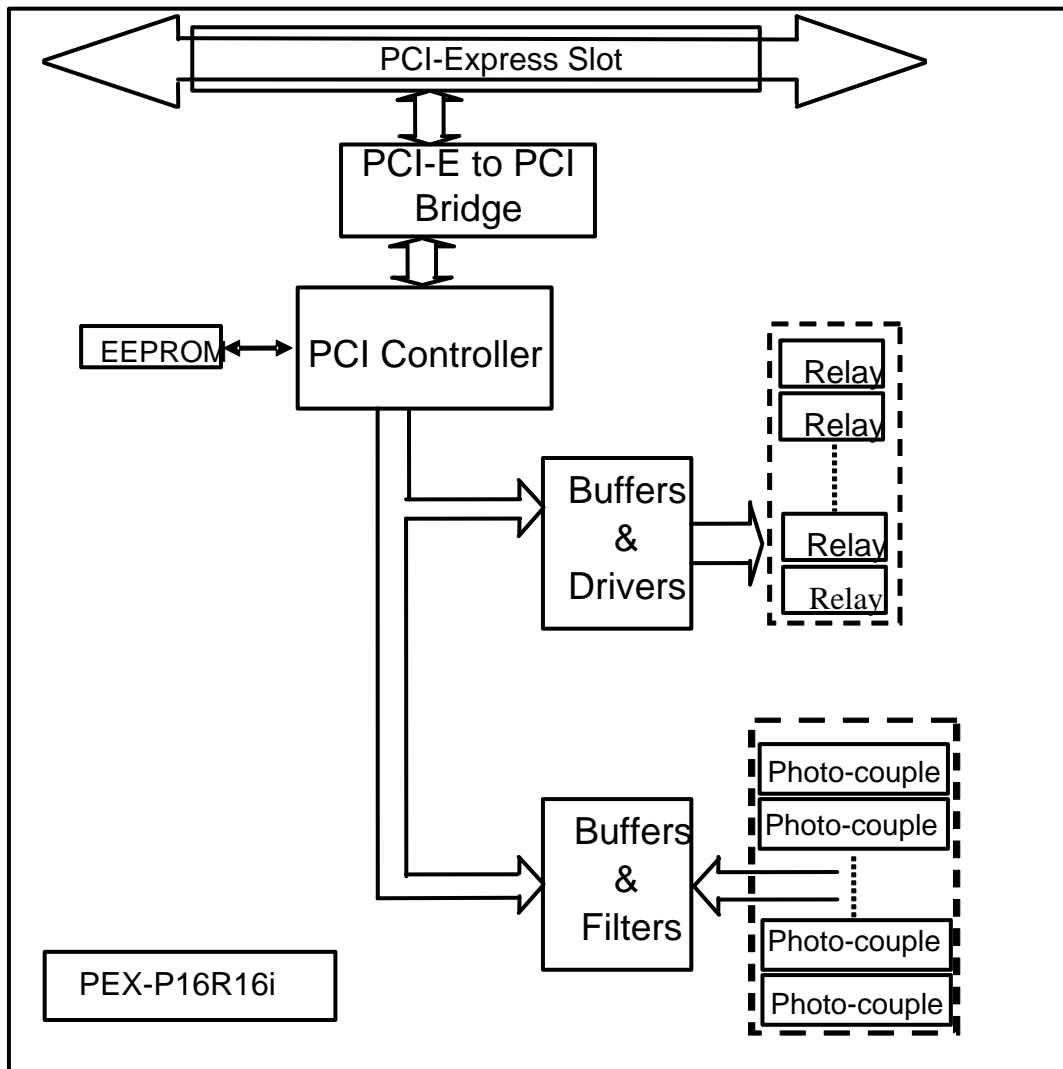 PCI-Express Slot
PCI-E to PCI
Bridge
EEPROM
PCI Controller
Relay
Relay
Relay
Relay
Buffers
&
Drivers
Photo-couple
Photo-couple
Photo-couple
Photo-couple
Buffers
&
Filters
PEX-P16R16i